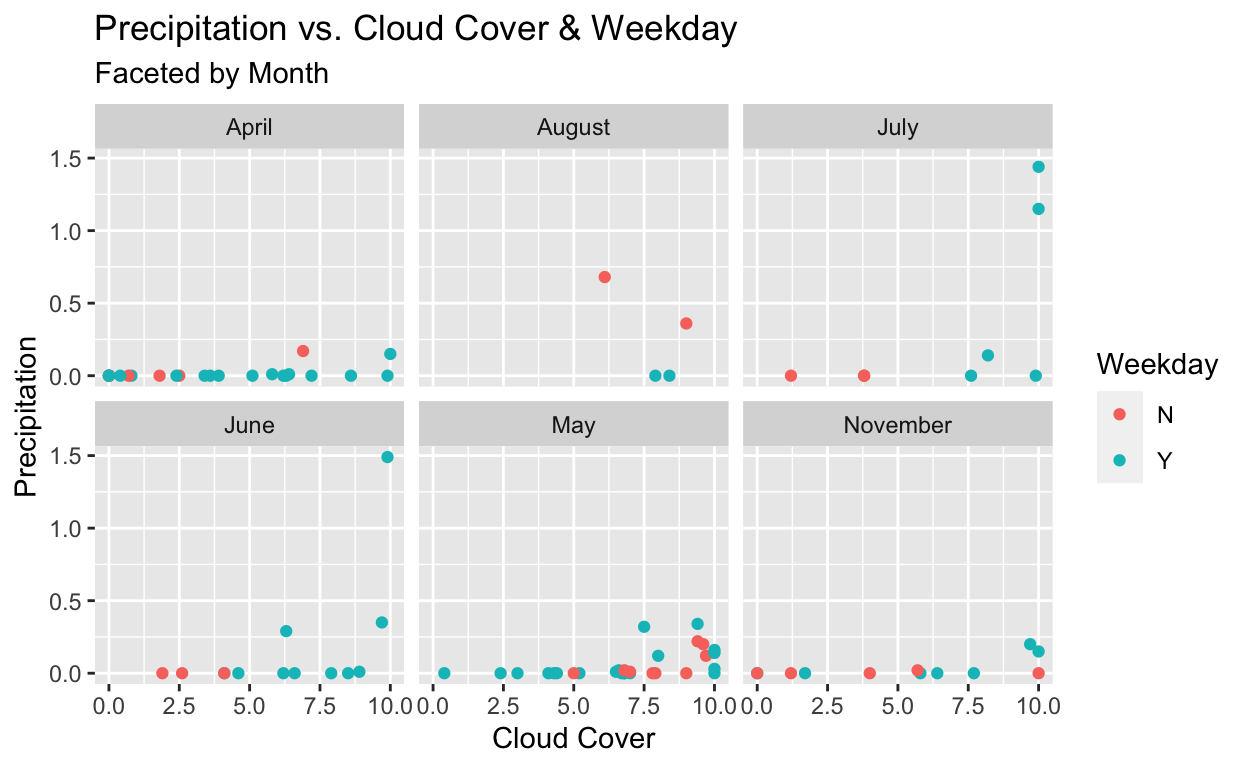 Precipitation vs. Cloud Cover & Weekday
Faceted by Month
April
August
July
1.5
1.0
0.5
0.0
June
May
November
1.5
1.0
0.5
0.0
0.0 2.5 5.0 7.5 10.0
0.0 2.5 5.0 7.5 10.0
0.0 2.5 5.0 7.5 10.0
Cloud Cover
Precipitation
Weekday
N
Y